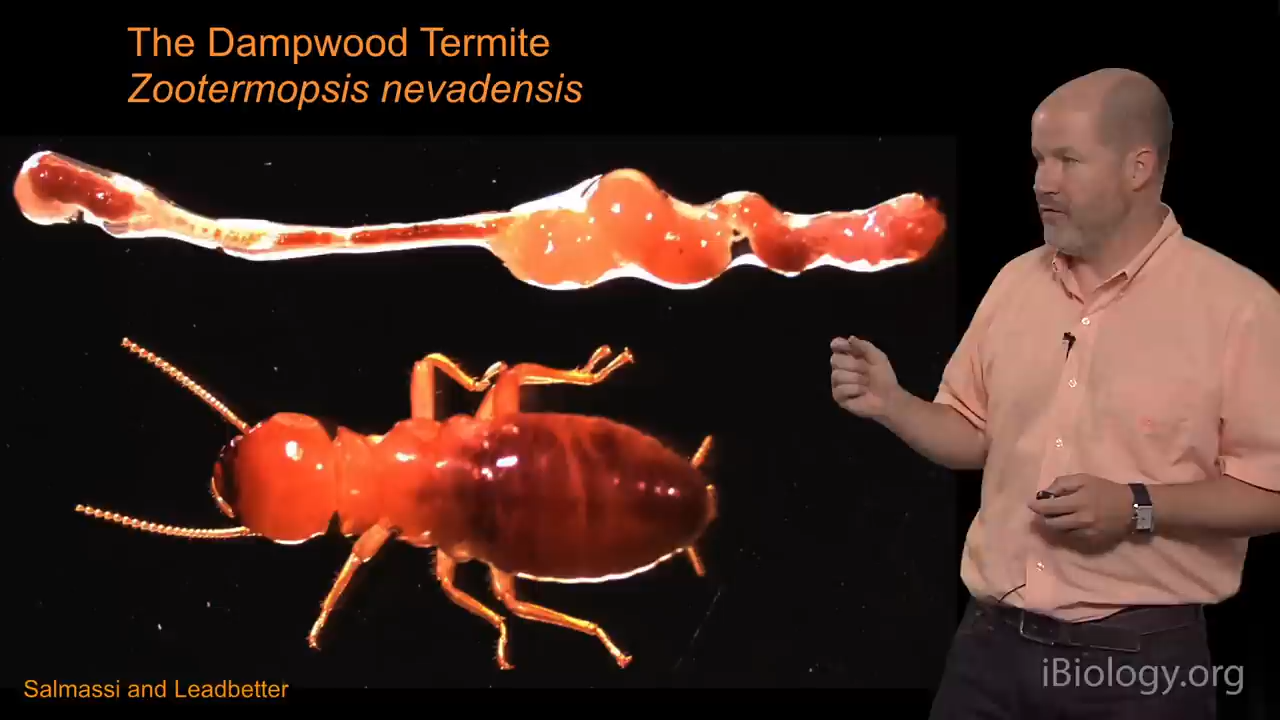 The Dampwood Termite
Zootermopsis nevadensis
Salmassi and Leadbetter
iBiology.org